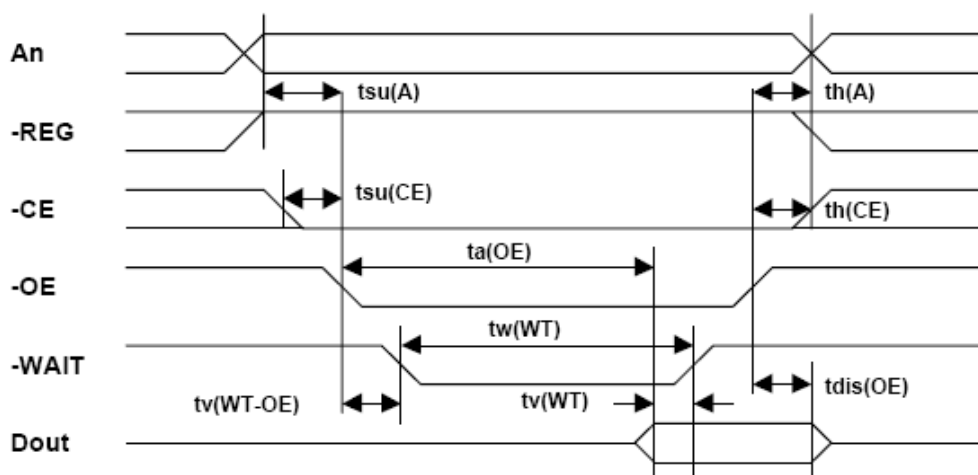 An
tsu(A)
th(A)
-REG
tsu(CE)
-CE
th(CE)
ta(OE)
-OE
tw(WT)
-WAIT
tdis(OE)
tv(WT-OE)
tv(WT)
Dout